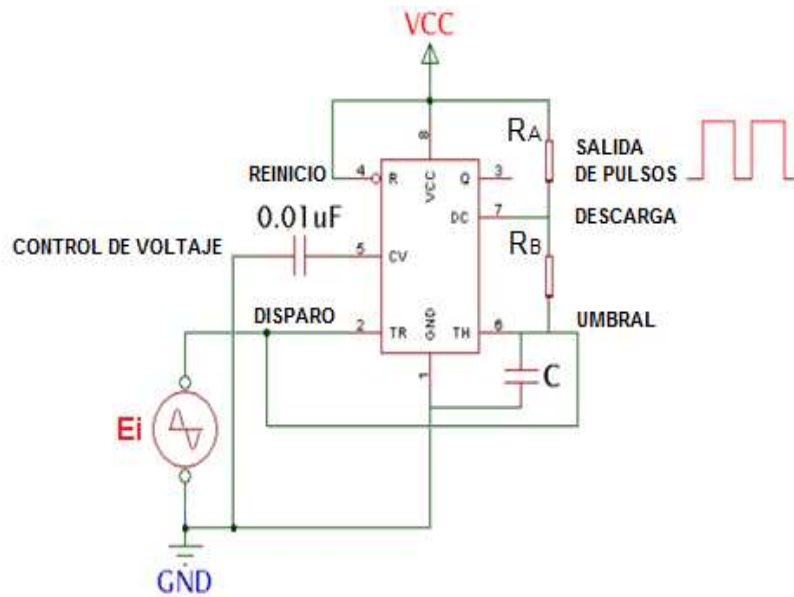 VCC
RA
SALIDA
DE PULSOS
REINICIO
4
R
8
VCC
Q
3
0.01uF
DC
7
DESCARGA
CONTROL DE VOLTAJE
5
CV
RB
DISPARO
2
TR
GND
TH
6
UMBRAL
1
C
Ei
GND